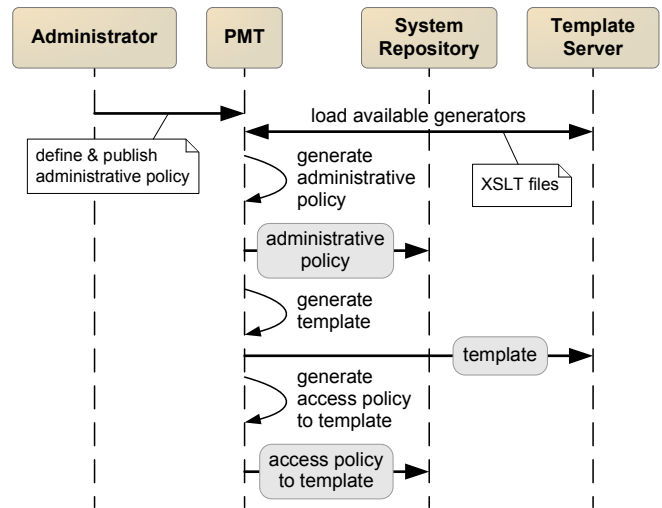 Administrator
PMT
System
Repository
Template
Server
load available generators
define & publish
administrative policy
XSLT files
generate
administrative
policy
administrative
policy
generate
template
template
generate
access policy
to template
access policy
to template